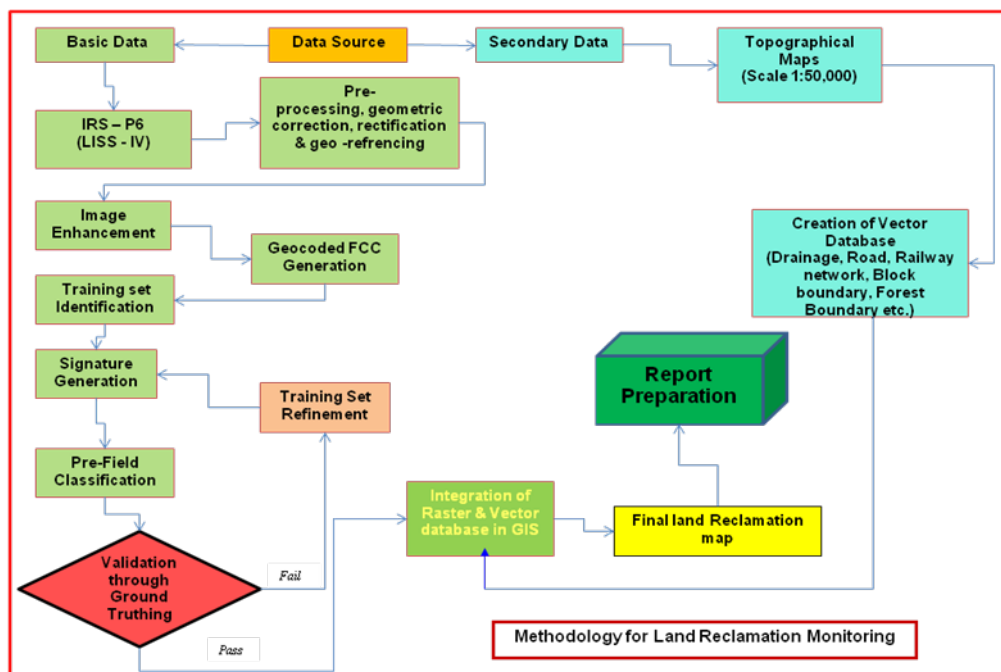 Basic Data
Data Source
Secondary Data
Topographical
Maps
(Scale 1:50,000)
IRS – P6
(LISS - IV)
Pre-
processing, geometric
correction, rectification
& geo -refrencing
Image
Enhancement
Geocoded FCC
Generation
Creation of Vector
Database
(Drainage, Road, Railway
network, Block
boundary, Forest
Boundary etc.)
Training set
Identification
Signature
Generation
Training Set
Refinement
Report
Preparation
Pre-Field
Classification
Integration of
Raster & Vector
database in GIS
Final land Reclamation
map
Validation
through
Ground
Truthing
Fail
Pass
Methodology for Land Reclamation Monitoring